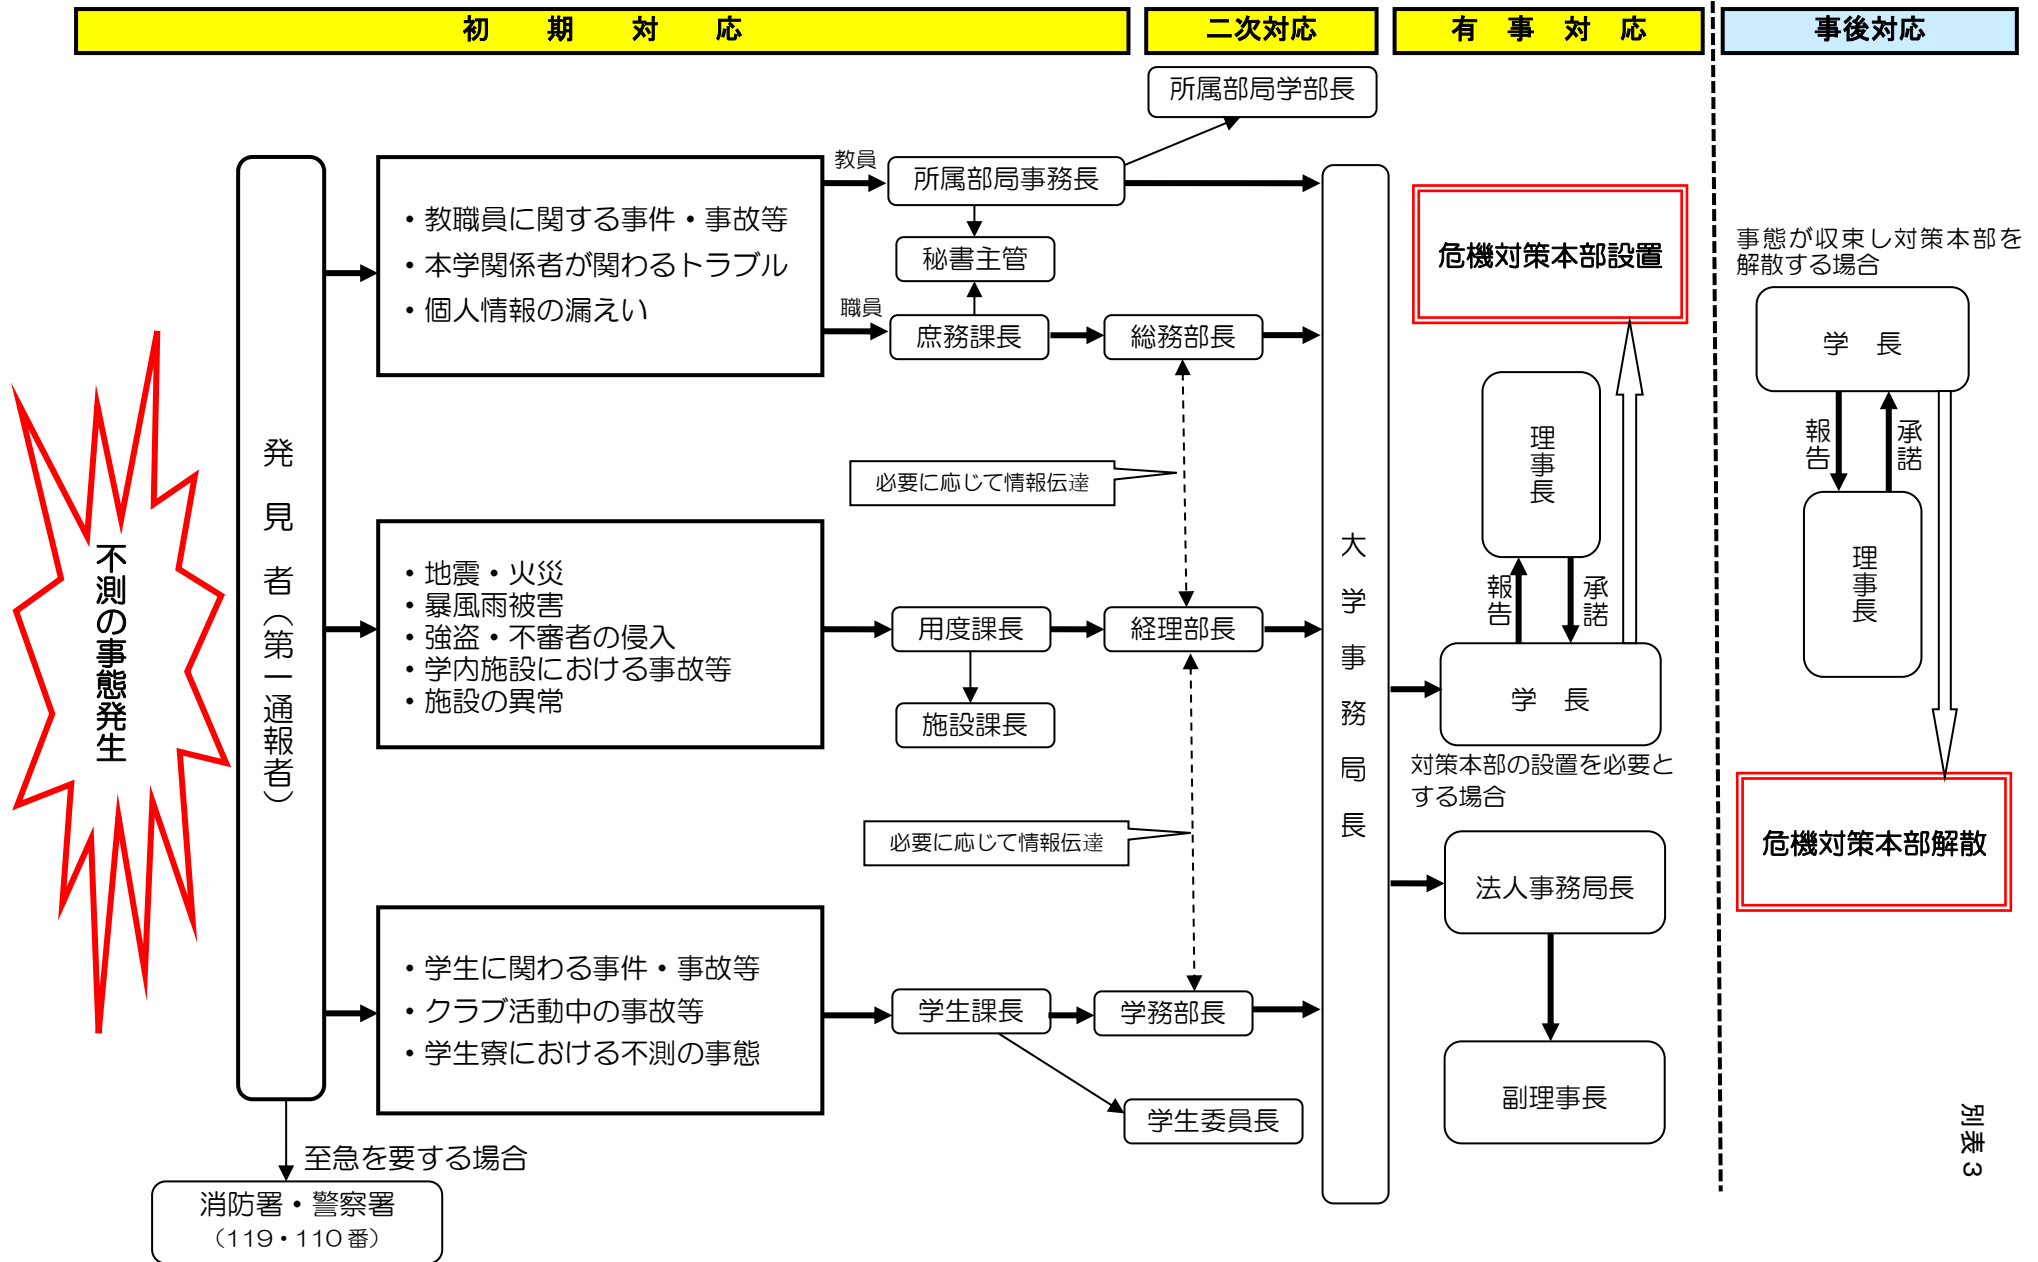 初期対応
二次対応
有事対応
事後対応
所属部局学部長
教員
所属部局事務長
・教職員に関する事件・事故等
・本学関係者が関わるトラブル
・個人情報の漏えい
秘書主管
職員
庶務課長
総務部長
必要に応じて情報伝達
不測の事態発生
発見者（第一通報者）
・地震・火災
・暴風雨被害
・強盗・不審者の侵入
・学内施設における事故等
・施設の異常
用度課長
経理部長
施設課長
必要に応じて情報伝達
・学生に関わる事件・事故等
・クラブ活動中の事故等
・学生寮における不測の事態
学生課長
学務部長
学生委員長
至急を要する場合
消防署・警察署
（119・110番）
大学事務局長
危機対策本部設置
理事長
報告
承諾
学長
対策本部の設置を必要と
する場合
法人事務局長
副理事長
事態が収束し対策本部を
解散する場合
学長
報告
承諾
理事長
危機対策本部解散
別表3